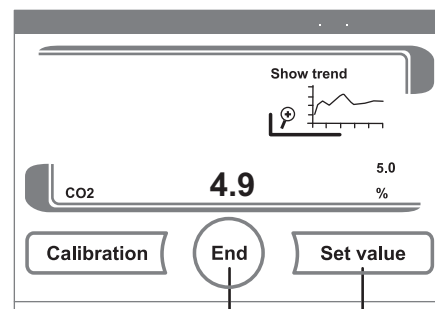 Show trend
5.0
CO2 4.9 %
Calibration End Set value